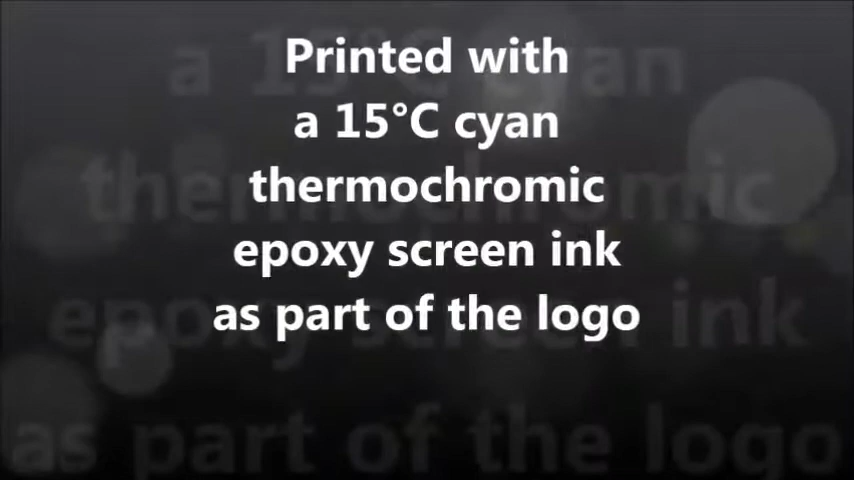 Printed with
a 15°C cyan
thermochromic
epoxy screen ink
as part of the logo